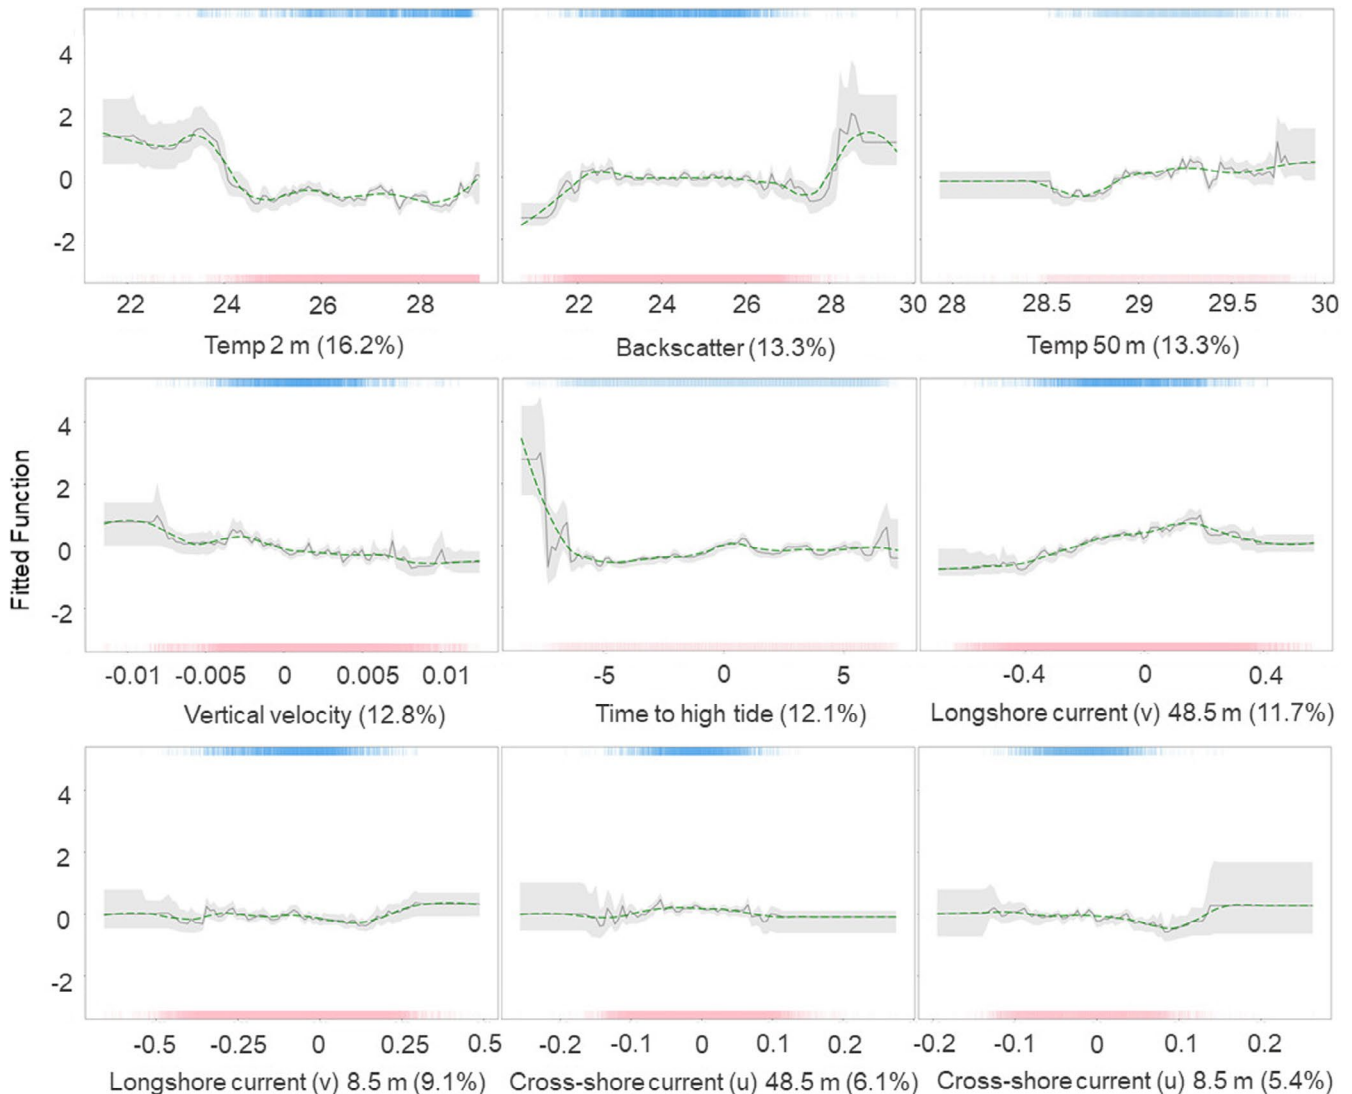 4
2
0
-2
22 24 26 28
Temp 2 m (16.2%)
22 24 26 28 30
Backscatter (13.3%)
28 28.5 29 29.5 30
Temp 50 m (13.3%)
Fitted Function
4
2
0
-2
-0.01 -0.005 0 0.005 0.01
Vertical velocity (12.8%)
-5 0 5
Time to high tide (12.1%)
-0.4 0 0.4
Longshore current (v) 48.5 m (11.7%)
4
2
0
-2
-0.5 -0.25 0 0.25 0.5
Longshore current (v) 8.5 m (9.1%)
-0.2 -0.1 0 0.1 0.2
Cross-shore current (u) 48.5 m (6.1%)
-0.2 -0.1 0 0.1 0.2
Cross-shore current (u) 8.5 m (5.4%)